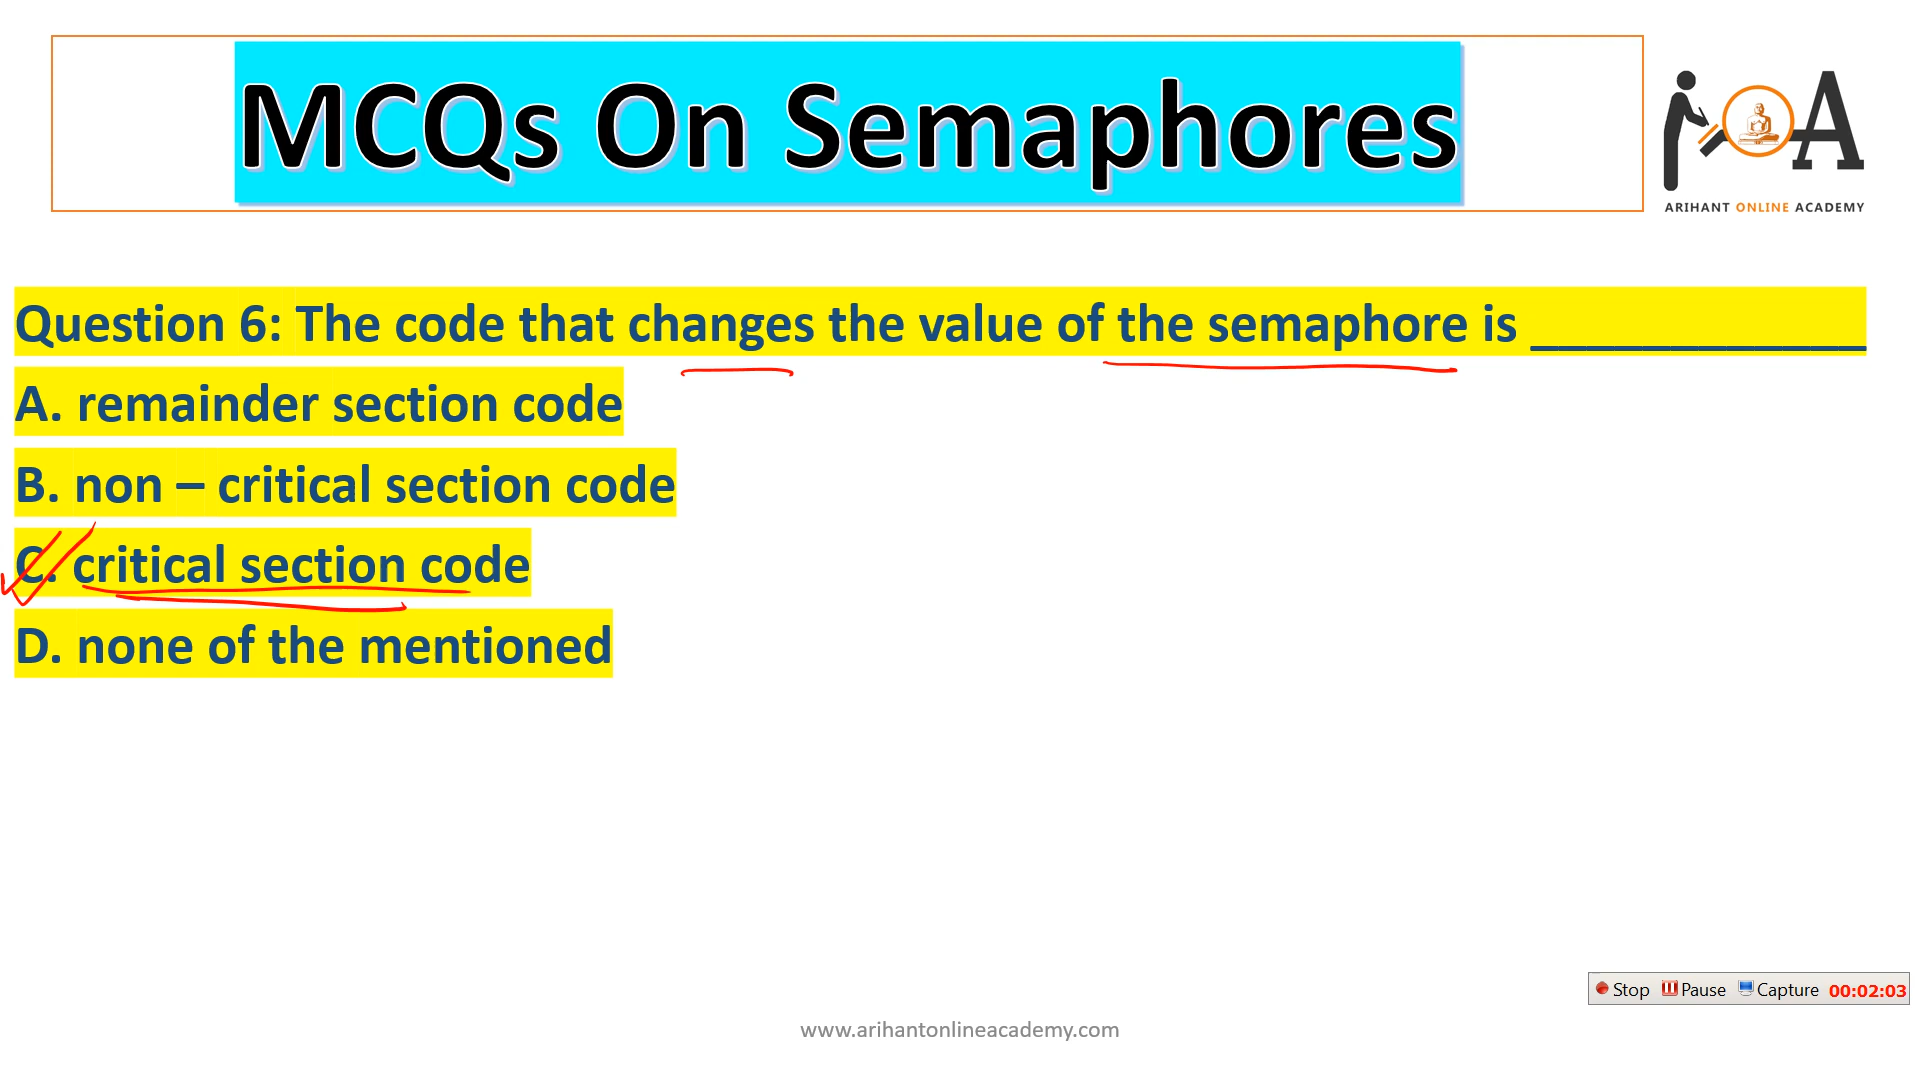 MCQs On Semaphores
A
ARIHANT ONLINE ACADEMY
Question 6: The code that changes the value of the semaphore is _____________
A. remainder section code
B. non – critical section code
C. critical section code
D. none of the mentioned
Stop Pause Capture 00:02:03
www.arihantonlineacademy.com